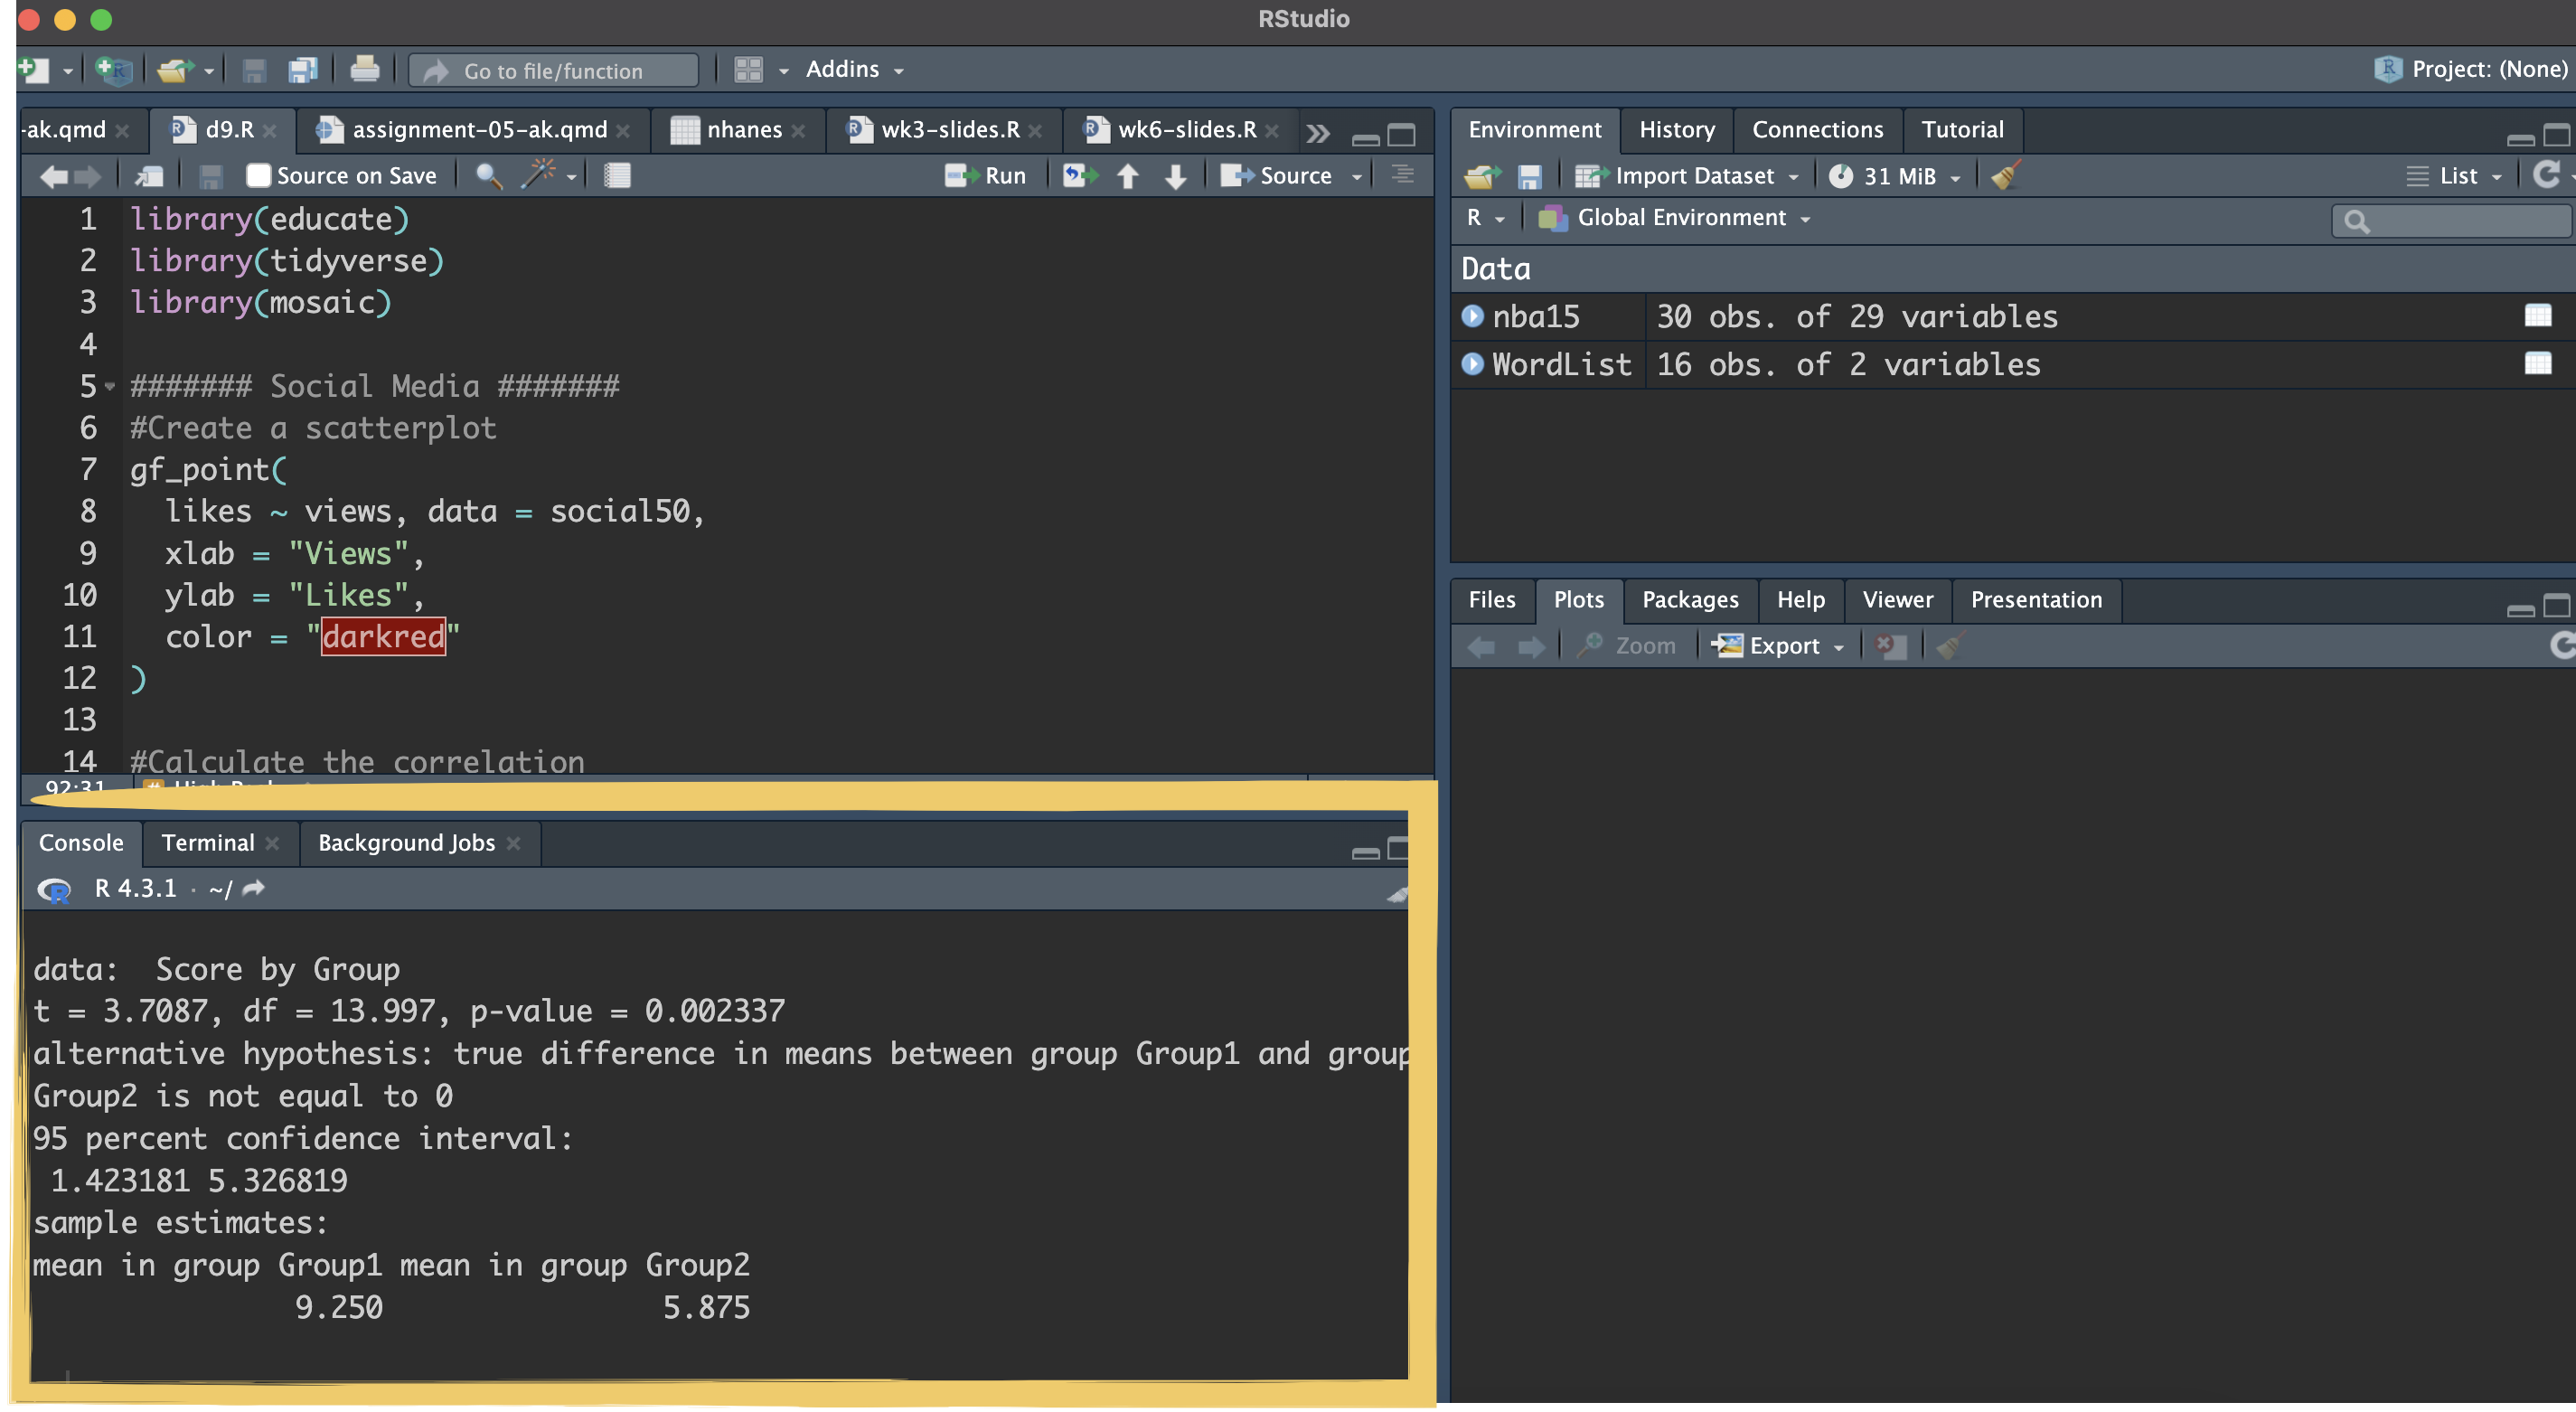 RStudio
Go to file/function
Addins
Project: (None)
-ak.qmd
d9.R
assignment-05-ak.qmd
nhanes
wk3-slides.R
wk6-slides.R
Source on Save
Run
Source
1 library(educate)
2 library(tidyverse)
3 library(mosaic)
4
5 ####### Social Media #######
6 #Create a scatterplot
7 gf_point(
8 likes ~ views, data = social50,
9 xlab = "Views",
10 ylab = "Likes",
11 color = "darkred"
12 )
13
14 #Calculate the correlation
92:31
Console
Terminal
Background Jobs
R 4.3.1 · ~/
data:  Score by Group
t = 3.7087, df = 13.997, p-value = 0.002337
alternative hypothesis: true difference in means between group Group1 and group
Group2 is not equal to 0
95 percent confidence interval:
1.423181 5.326819
sample estimates:
mean in group Group1 mean in group Group2
9.250 5.875
Environment
History
Connections
Tutorial
Import Dataset
31 MiB
List
R
Global Environment
Data
nba15 30 obs. of 29 variables
WordList 16 obs. of 2 variables
Files
Plots
Packages
Help
Viewer
Presentation
Zoom
Export